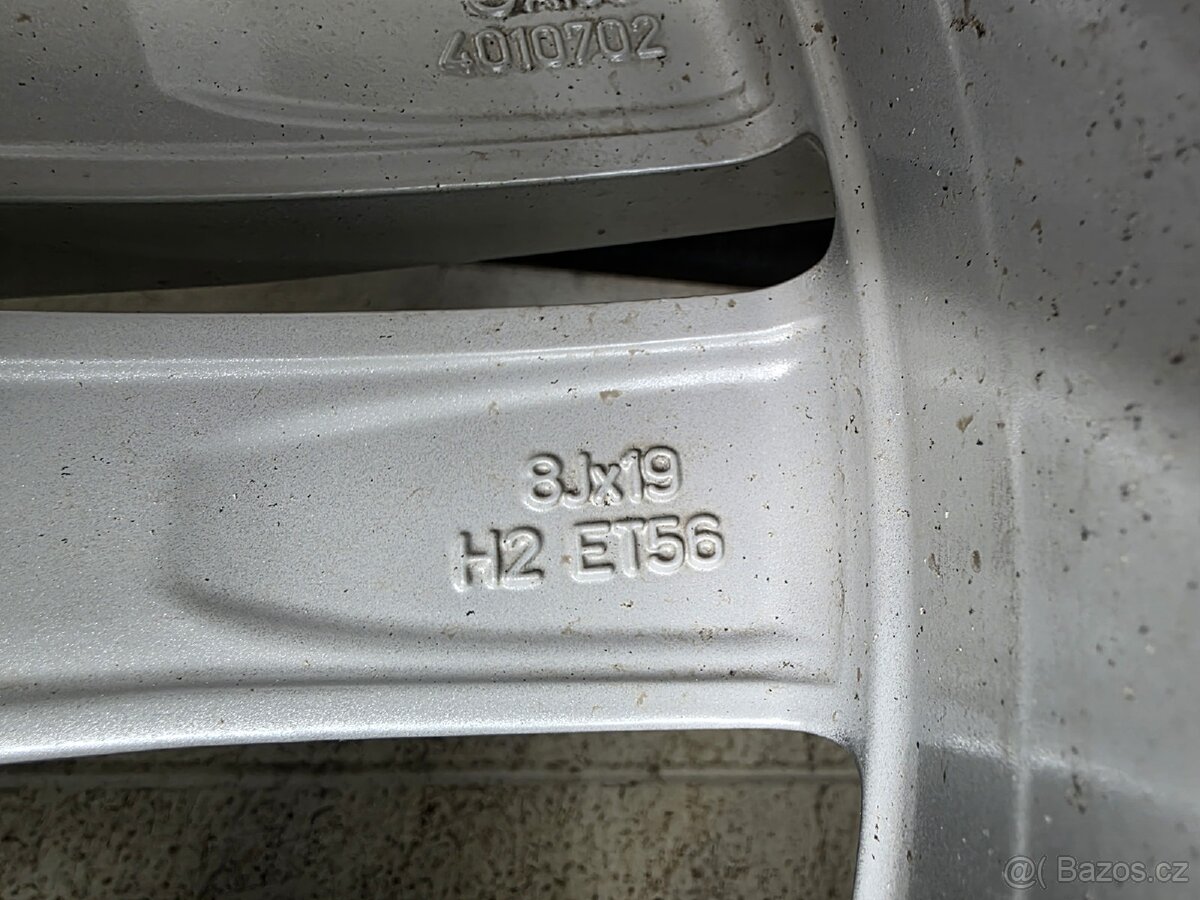 4010702
8Jx19
H2 ET56
@( Bazos.cz